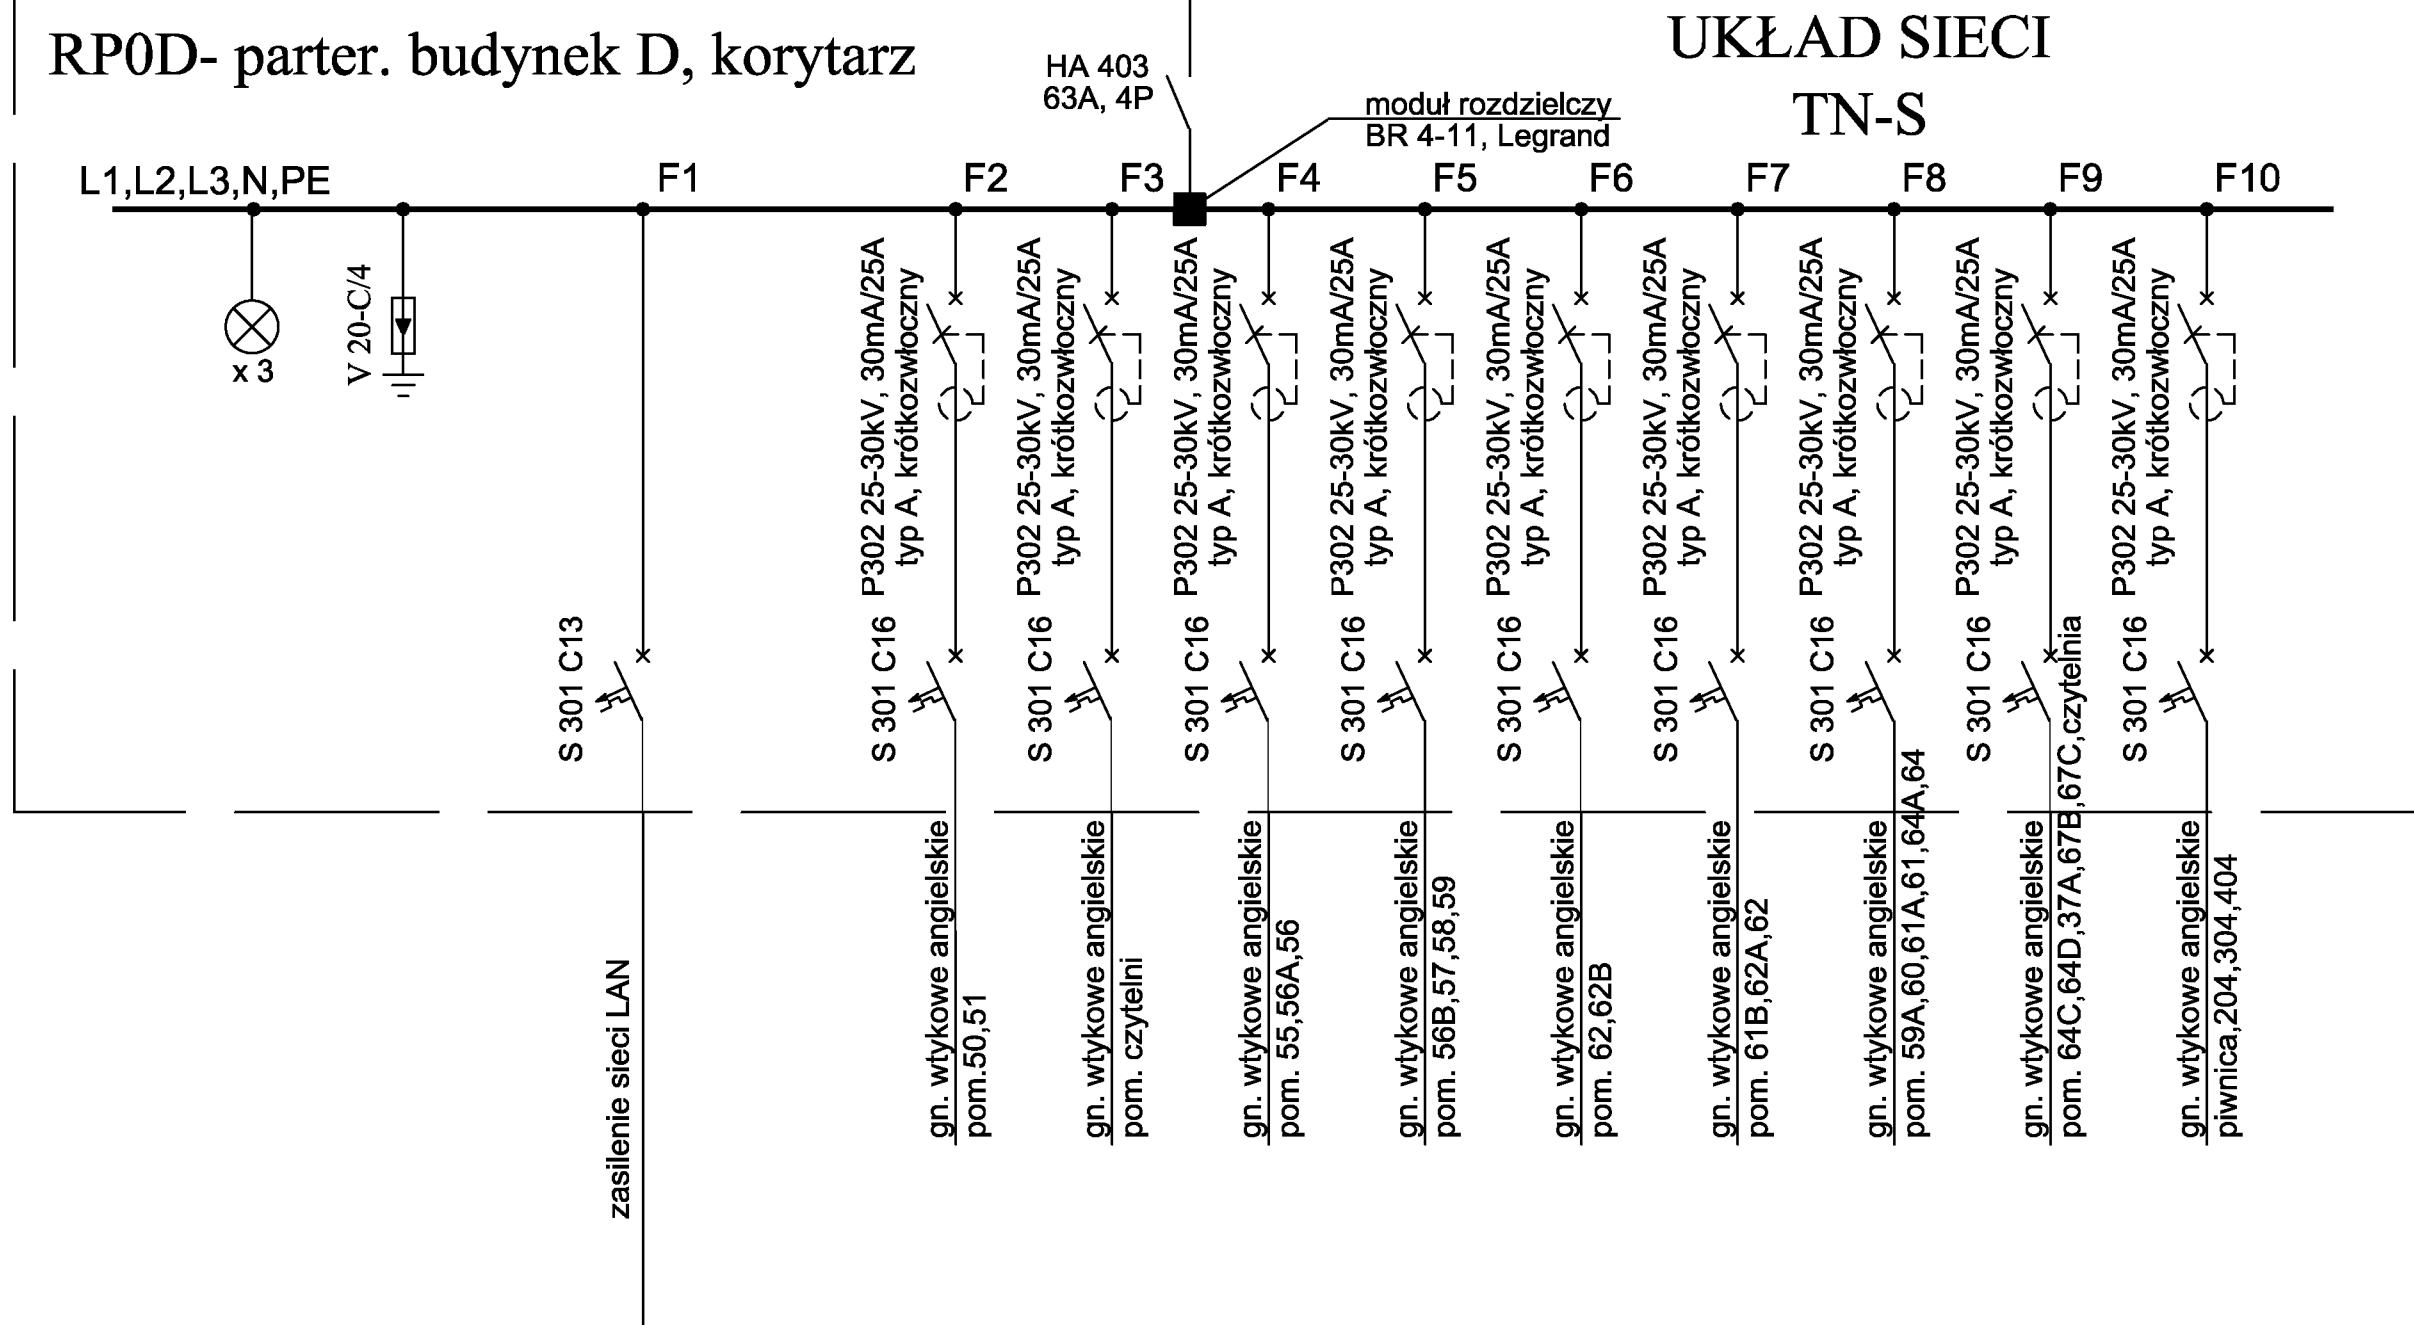 RP0D- parter. budynek D, korytarz
UKŁAD SIECI
TN-S
HA 403
63A, 4P
moduł rozdzielczy
BR 4-11, Legrand
L1,L2,L3,N,PE
F1
F2
F3
F4
F5
F6
F7
F8
F9
F10
x 3
V 20-C/4
S 301 C13
zasilenie sieci LAN
P302 25-30kV, 30mA/25A
typ A, krótkozwłoczny
S 301 C16
gn. wtykowe angielskie
pom.50,51
P302 25-30kV, 30mA/25A
typ A, krótkozwłoczny
S 301 C16
gn. wtykowe angielskie
pom. czytelni
P302 25-30kV, 30mA/25A
typ A, krótkozwłoczny
S 301 C16
gn. wtykowe angielskie
pom. 55,56A,56
P302 25-30kV, 30mA/25A
typ A, krótkozwłoczny
S 301 C16
gn. wtykowe angielskie
pom. 56B,57,58,59
P302 25-30kV, 30mA/25A
typ A, krótkozwłoczny
S 301 C16
gn. wtykowe angielskie
pom. 62,62B
P302 25-30kV, 30mA/25A
typ A, krótkozwłoczny
S 301 C16
gn. wtykowe angielskie
pom. 61B,62A,62
P302 25-30kV, 30mA/25A
typ A, krótkozwłoczny
S 301 C16
gn. wtykowe angielskie
pom. 59A,60,61A,61,64A,64
P302 25-30kV, 30mA/25A
typ A, krótkozwłoczny
S 301 C16
gn. wtykowe angielskie
pom. 64C,64D,37A,67B,67C,czytelnia
P302 25-30kV, 30mA/25A
typ A, krótkozwłoczny
S 301 C16
gn. wtykowe angielskie
piwnica,204,304,404